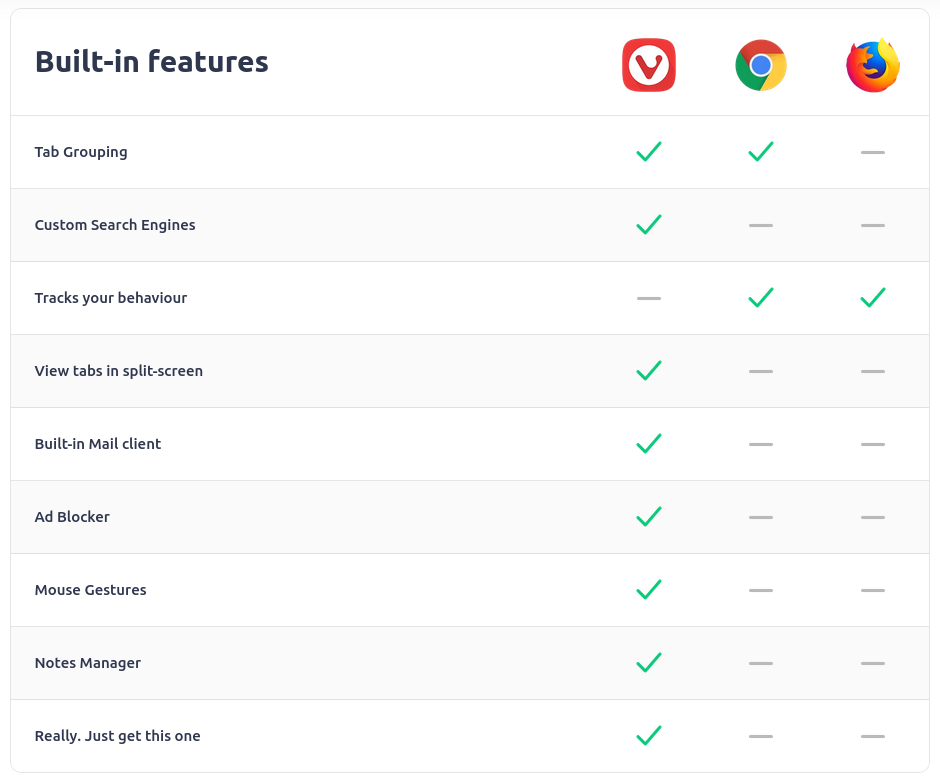 Built-in features
Tab Grouping
Custom Search Engines
Tracks your behaviour
View tabs in split-screen
Built-in Mail client
Ad Blocker
Mouse Gestures
Notes Manager
Really. Just get this one